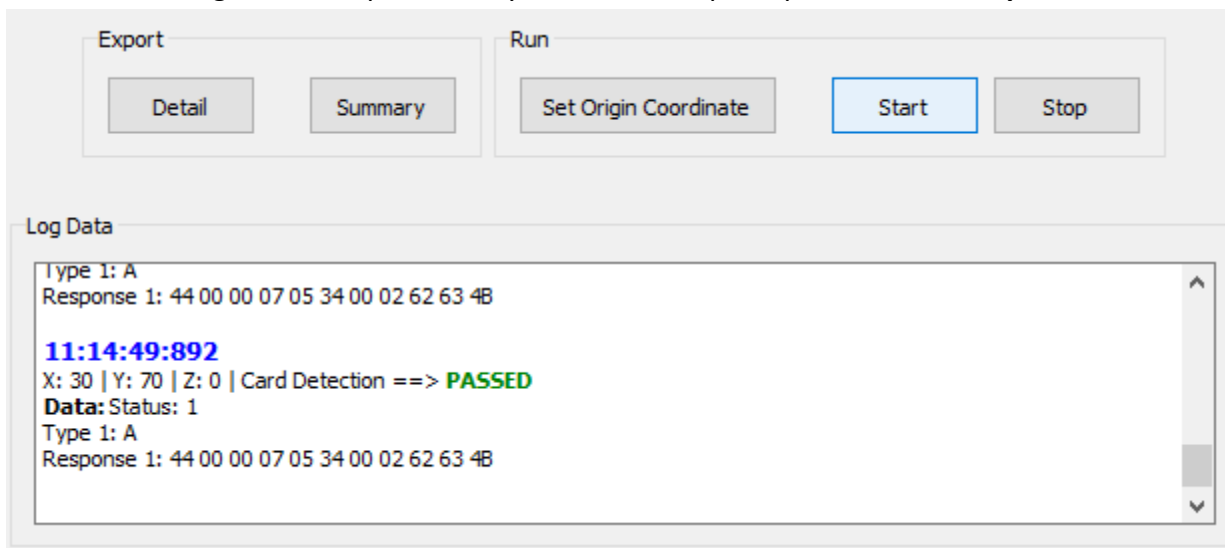 Export
Run
Detail
Summary
Set Origin Coordinate
Start
Stop
Log Data
Type 1: A
Response 1: 44 00 00 07 05 34 00 02 62 63 4B
11:14:49:892
X: 30 | Y: 70 | Z: 0 | Card Detection ==> PASSED
Data: Status: 1
Type 1: A
Response 1: 44 00 00 07 05 34 00 02 62 63 4B